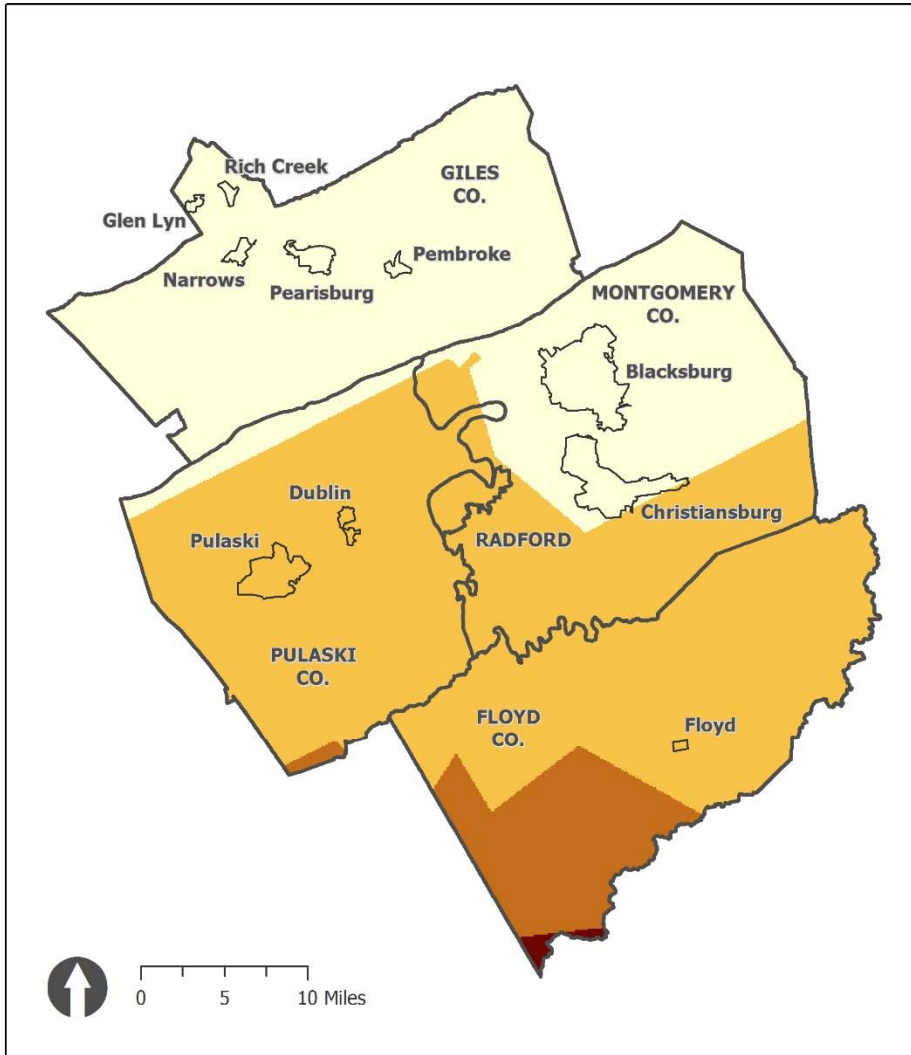 Rich Creek
GILES
CO.
Glen Lyn
Narrows
Pearisburg
Pembroke
MONTGOMERY
CO.
Blacksburg
Dublin
Pulaski
Christiansburg
RADFORD
PULASKI
CO.
FLOYD
CO.
Floyd
0 5 10 Miles